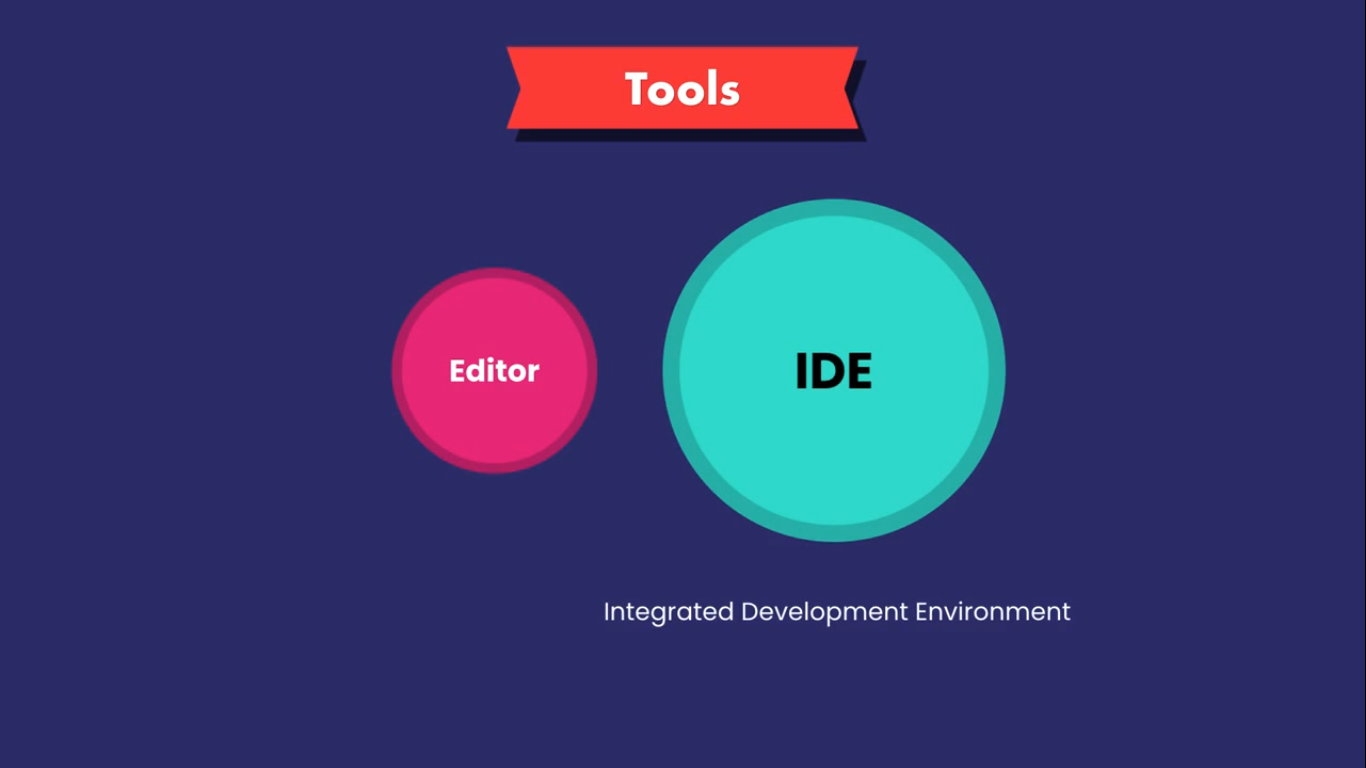 Tools
Editor
IDE
Integrated Development Environment